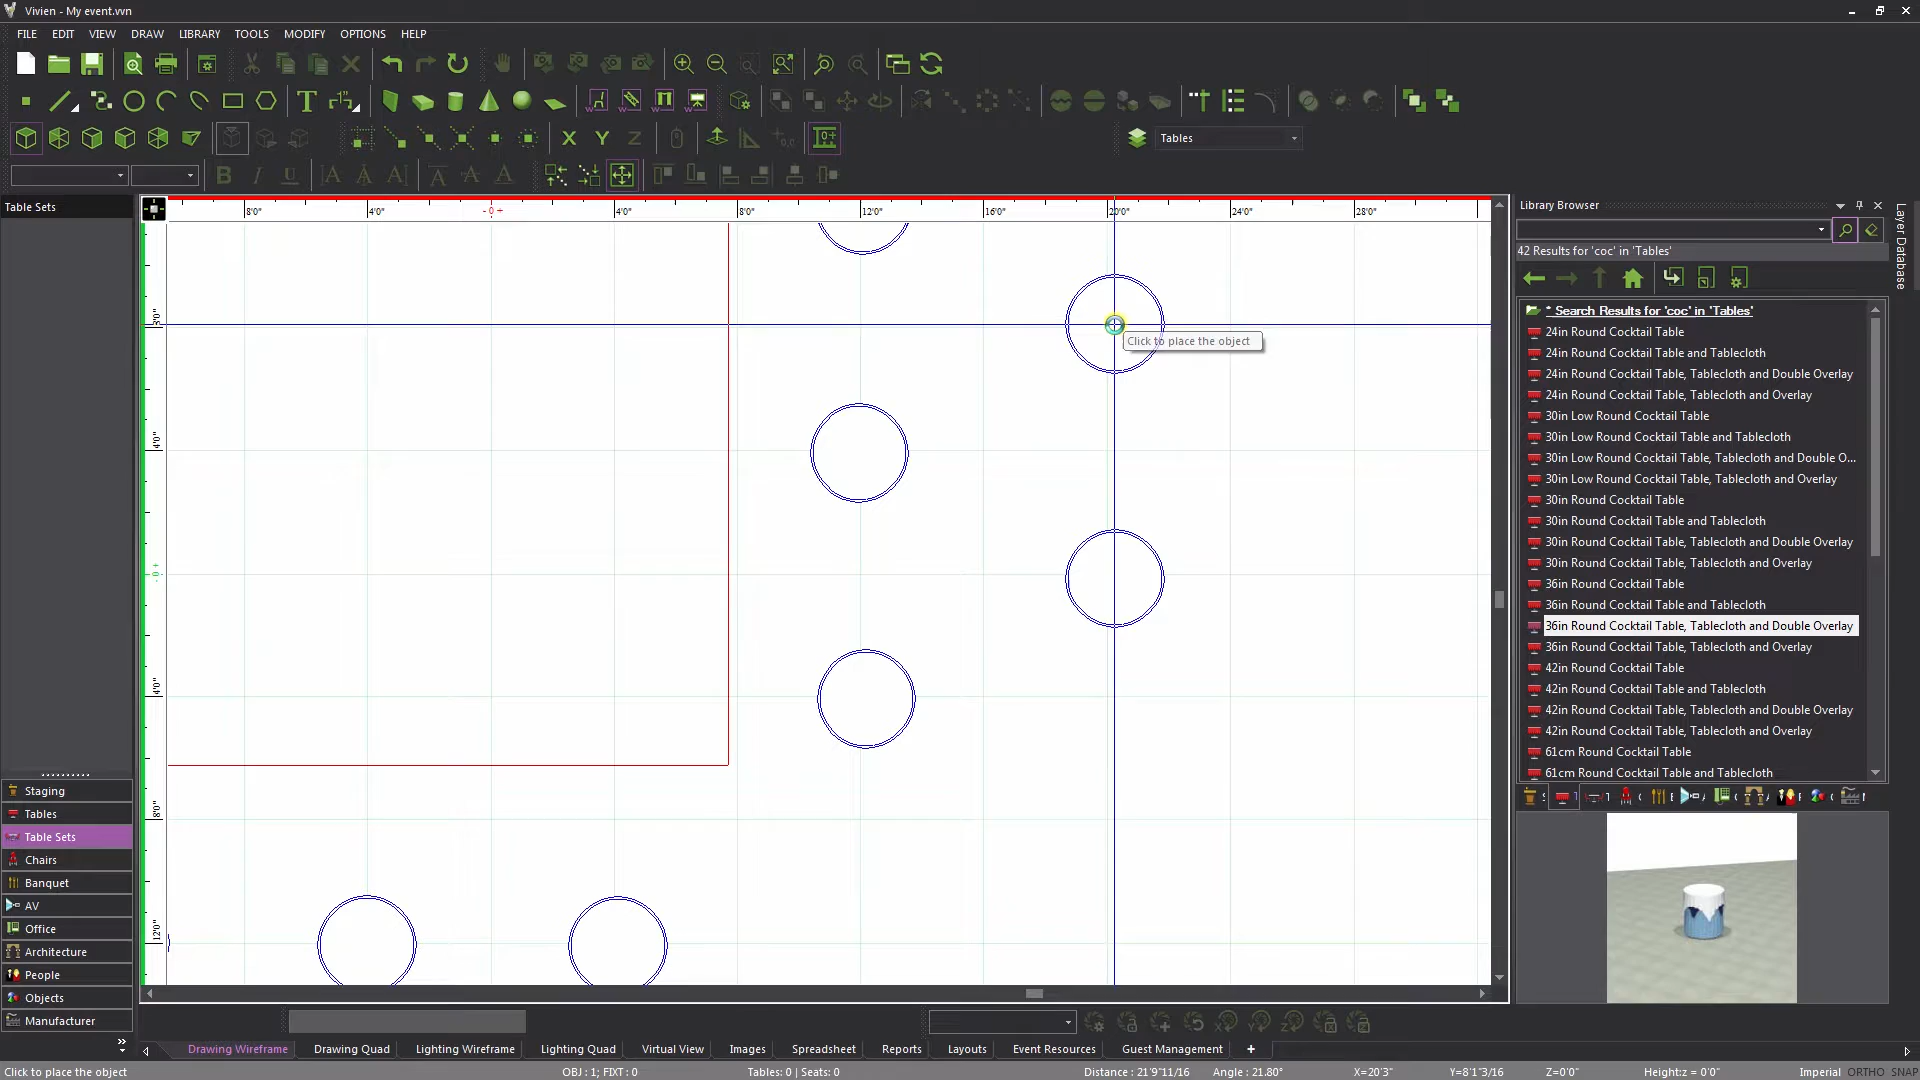 Vivien - My event.vvn
FILE EDIT VIEW DRAW LIBRARY TOOLS MODIFY OPTIONS HELP
Tables
Table Sets
8'0" 4'0" - 0 + 4'0" 8'0" 12'0" 16'0" 20'0" 24'0" 28'0"
Click to place the object
4'0"
- 0 +
4'0"
8'0"
12'0"
Staging
Tables
Table Sets
Chairs
Banquet
AV
Office
Architecture
People
Objects
Manufacturer
Library Browser
42 Results for 'coc' in 'Tables'
* Search Results for 'coc' in 'Tables'
24in Round Cocktail Table
24in Round Cocktail Table and Tablecloth
24in Round Cocktail Table, Tablecloth and Double Overlay
24in Round Cocktail Table, Tablecloth and Overlay
30in Low Round Cocktail Table
30in Low Round Cocktail Table and Tablecloth
30in Low Round Cocktail Table, Tablecloth and Double O...
30in Low Round Cocktail Table, Tablecloth and Overlay
30in Round Cocktail Table
30in Round Cocktail Table and Tablecloth
30in Round Cocktail Table, Tablecloth and Double Overlay
30in Round Cocktail Table, Tablecloth and Overlay
36in Round Cocktail Table
36in Round Cocktail Table and Tablecloth
36in Round Cocktail Table, Tablecloth and Double Overlay
36in Round Cocktail Table, Tablecloth and Overlay
42in Round Cocktail Table
42in Round Cocktail Table and Tablecloth
42in Round Cocktail Table, Tablecloth and Double Overlay
42in Round Cocktail Table, Tablecloth and Overlay
61cm Round Cocktail Table
61cm Round Cocktail Table and Tablecloth
Layer Database
Drawing Wireframe Drawing Quad Lighting Wireframe Lighting Quad Virtual View Images Spreadsheet Reports Layouts Event Resources Guest Management +
Click to place the object OBJ : 1; FIXT : 0 Tables: 0 | Seats: 0 Distance : 21'9"11/16 Angle : 21.80° X=20'3" Y=8'1"3/16 Z=0'0" Height:z = 0'0" Imperial ORTHO SNAP